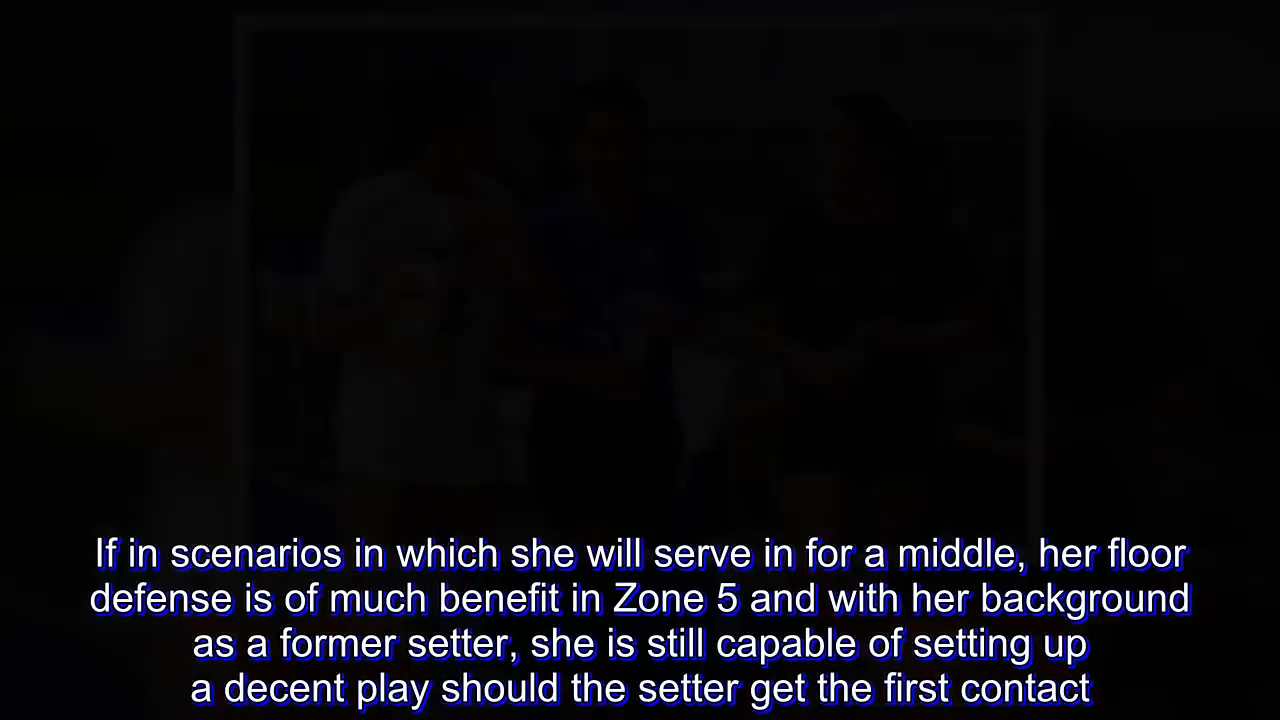 If in scenarios in which she will serve in for a middle, her floor
defense is of much benefit in Zone 5 and with her background
as a former setter, she is still capable of setting up
a decent play should the setter get the first contact